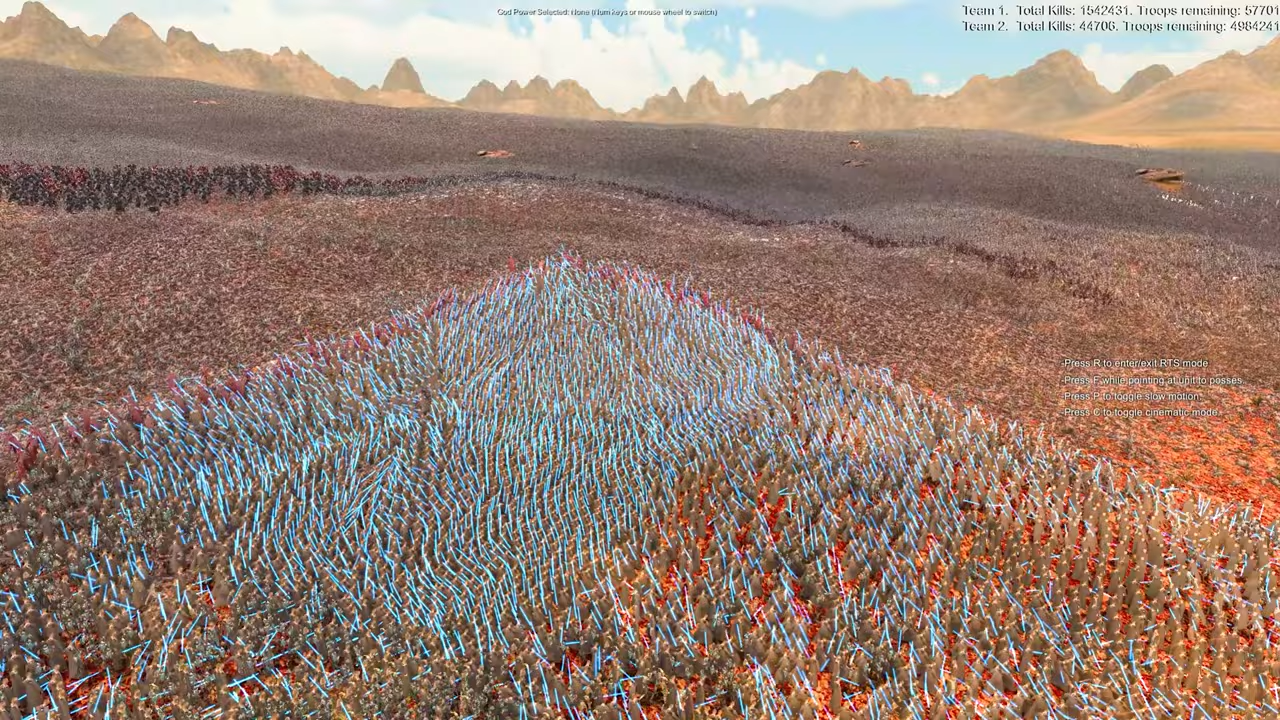 God Power Selected: None (Num keys or mouse wheel to switch)
Team 1. Total Kills: 1542431. Troops remaining: 57701
Team 2. Total Kills: 44706. Troops remaining: 4984241
-Press R to enter/exit RTS mode
-Press F while pointing at unit to posses.
-Press P to toggle slow motion.
-Press C to toggle cinematic mode.